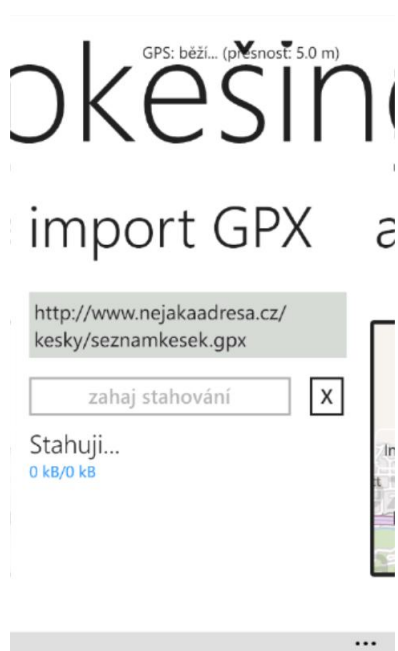 GPS: běží... (přesnost: 5.0 m)
okešin
import GPX
a
http://www.nejakaadresa.cz/
kesky/seznamkesek.gpx
zahaj stahování
X
Stahuji...
0 kB/0 kB
In
...